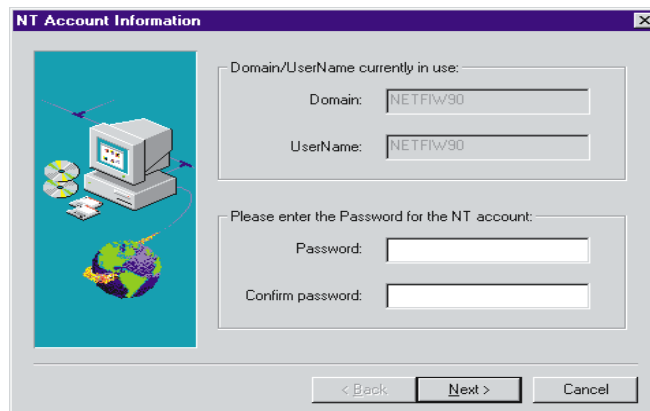 NT Account Information
Domain/UserName currently in use:
Domain: NETFIW90
UserName: NETFIW90
Please enter the Password for the NT account:
Password:
Confirm password:
< Back Next > Cancel